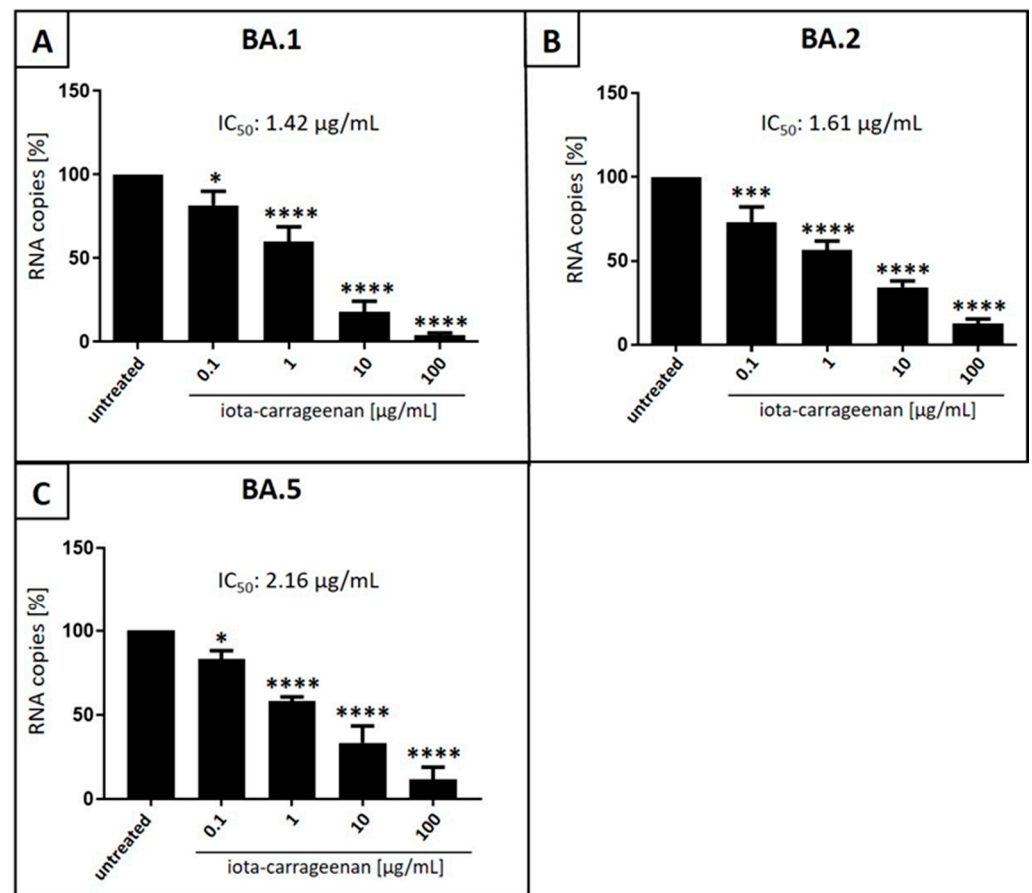 A
BA.1
150
IC₅₀: 1.42 µg/mL
RNA copies [%]
100
*
****
50
****
****
0
untreated
0.1
1
10
100
iota-carrageenan [µg/mL]
B
BA.2
150
IC₅₀: 1.61 µg/mL
RNA copies [%]
100
***
****
50
****
****
0
untreated
0.1
1
10
100
iota-carrageenan [µg/mL]
C
BA.5
150
IC₅₀: 2.16 µg/mL
RNA copies [%]
100
*
****
50
****
****
0
untreated
0.1
1
10
100
iota-carrageenan [µg/mL]